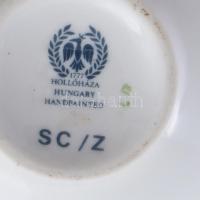 1777
HOLLÓHÁZA
HUNGARY
HANDPAINTED
SC/Z